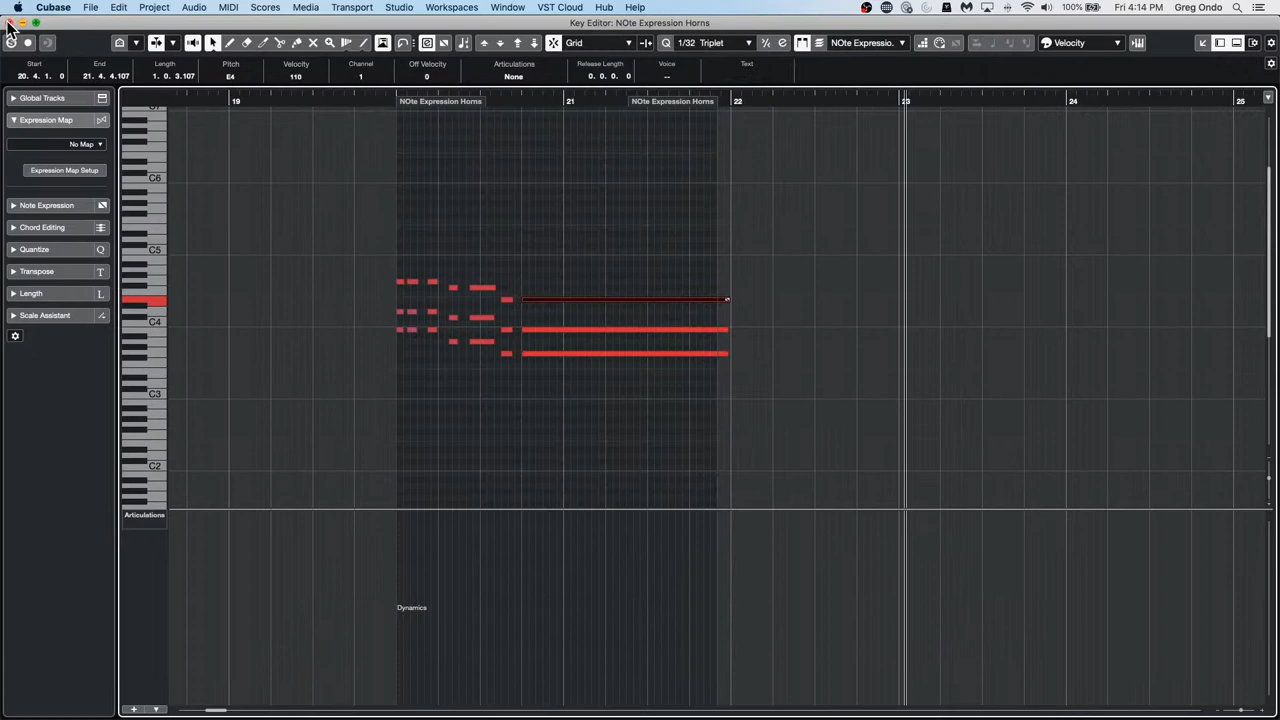 Cubase File Edit Project Audio MIDI Scores Media Transport Studio Workspaces Window VST Cloud Hub Help 100% Fri 4:14 PM Greg Ondo
Key Editor: NOte Expression Horns
Grid 1/32 Triplet NOte Expressio... Velocity
Start End Length Pitch Velocity Channel Off Velocity Articulations Release Length Voice Text
20. 4. 1. 0 21. 4. 4.107 1. 0. 3.107 E4 110 1 0 None 0. 0. 0. 0 --
Global Tracks
19 NOte Expression Horns 21 NOte Expression Horns 22 23 24 25
Expression Map
No Map
Expression Map Setup
C6
Note Expression
Chord Editing
C5
Quantize Q
Transpose T
Length L
Scale Assistant
C4
C3
C2
Articulations
Dynamics